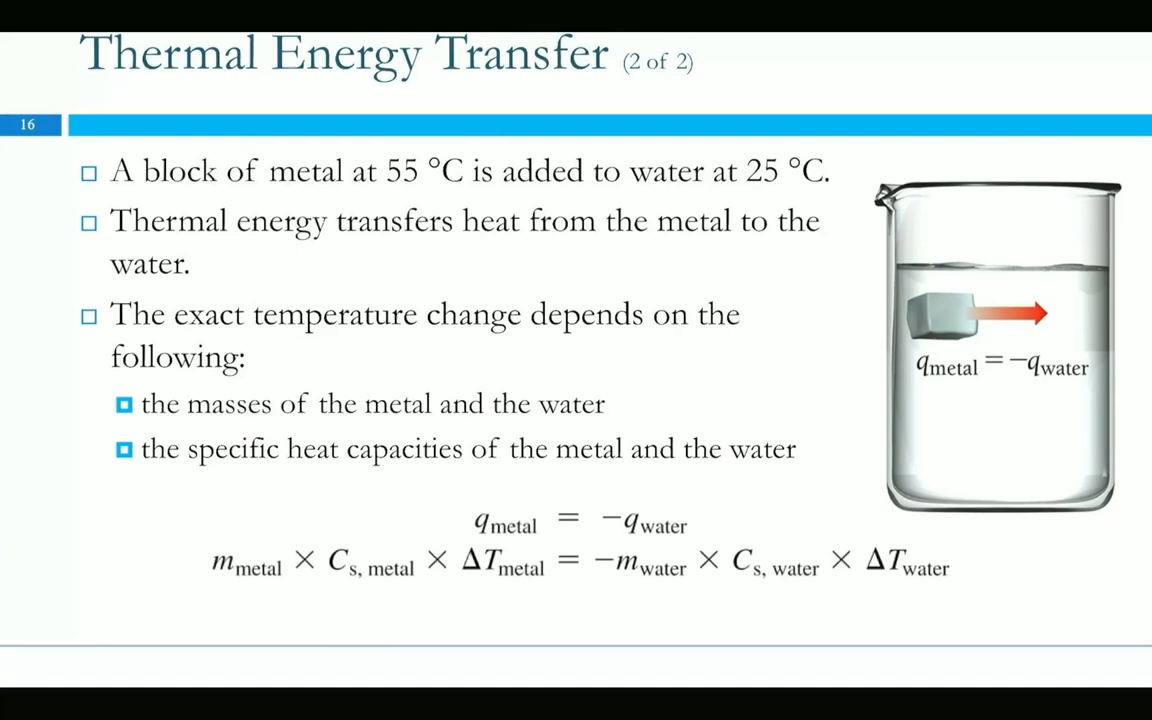 Thermal Energy Transfer (2 of 2)
16
A block of metal at 55 °C is added to water at 25 °C.
Thermal energy transfers heat from the metal to the
water.
The exact temperature change depends on the
following:
the masses of the metal and the water
the specific heat capacities of the metal and the water
qmetal = −qwater
qmetal = −qwater
mmetal × Cs, metal × ΔTmetal = −mwater × Cs, water × ΔTwater